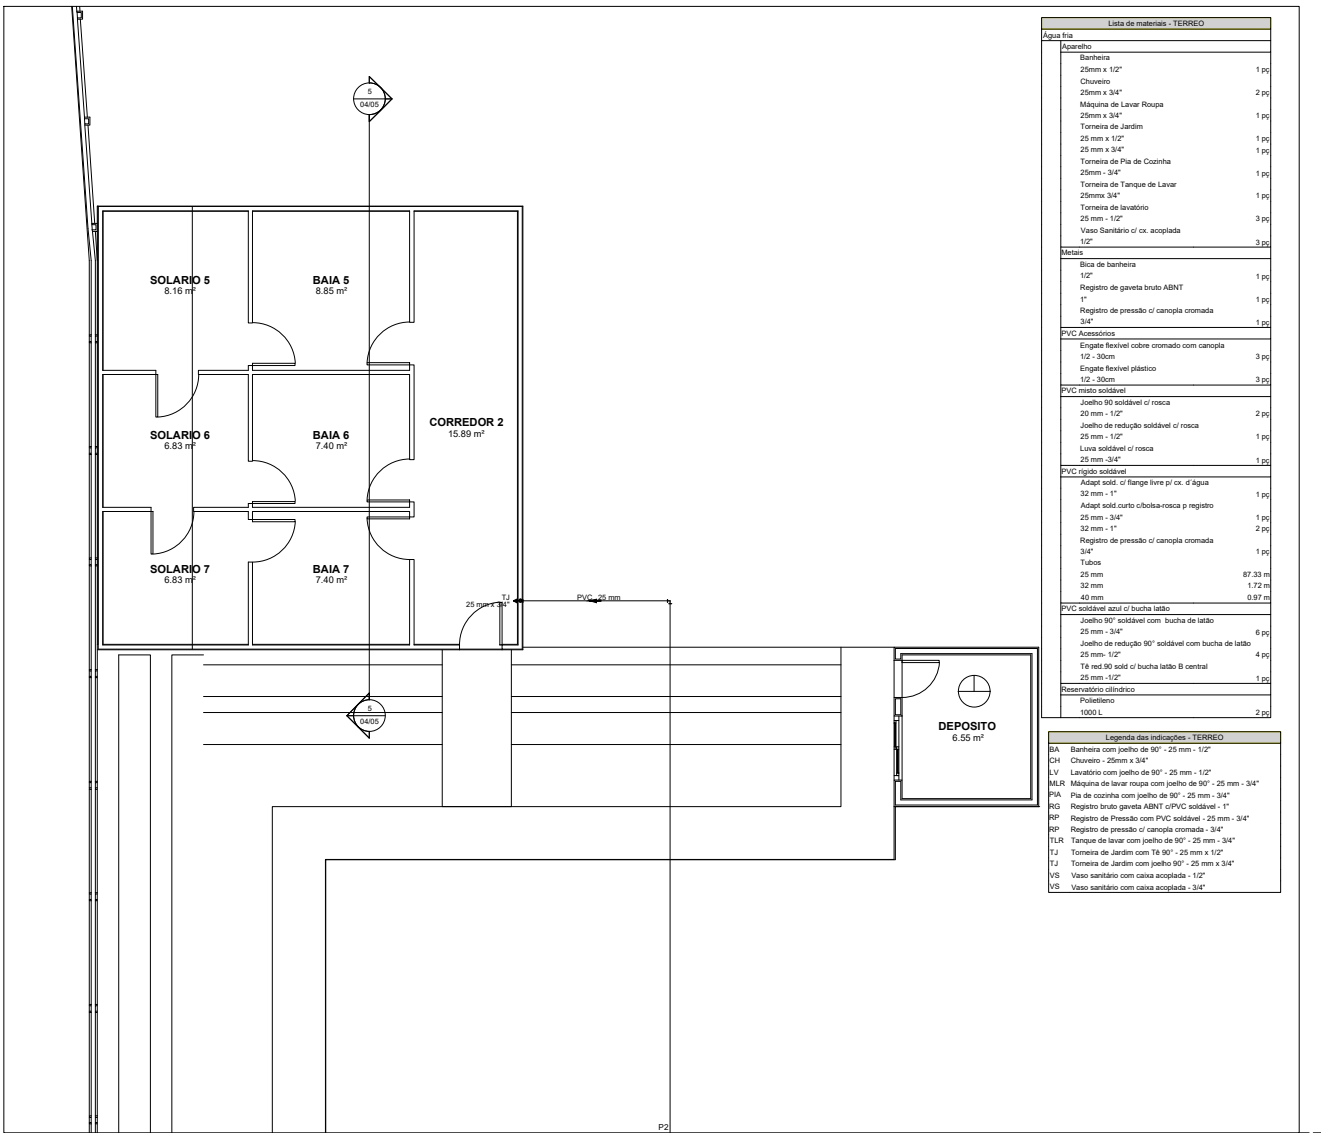 5
04/05
SOLARIO 5
8.16 m²
BAIA 5
8.85 m²
SOLARIO 6
6.83 m²
BAIA 6
7.40 m²
CORREDOR 2
15.89 m²
SOLARIO 7
6.83 m²
BAIA 7
7.40 m²
TJ
25 mm x 3/4"
PVC 25 mm
5
04/05
DEPOSITO
6.55 m²
P2
Lista de materiais - TERREO
Água fria
Aparelho
Banheira
25mm x 1/2" 1 pç
Chuveiro
25mm x 3/4" 2 pç
Máquina de Lavar Roupa
25mm x 3/4" 1 pç
Torneira de Jardim
25 mm x 1/2" 1 pç
25 mm x 3/4" 1 pç
Torneira de Pia de Cozinha
25mm - 3/4" 1 pç
Torneira de Tanque de Lavar
25mmx 3/4" 1 pç
Torneira de lavatório
25 mm - 1/2" 3 pç
Vaso Sanitário c/ cx. acoplada
1/2" 3 pç
Metais
Bica de banheira
1/2" 1 pç
Registro de gaveta bruto ABNT
1" 1 pç
Registro de pressão c/ canopla cromada
3/4" 1 pç
PVC Acessórios
Engate flexível cobre cromado com canopla
1/2 - 30cm 3 pç
Engate flexível plástico
1/2 - 30cm 3 pç
PVC misto soldável
Joelho 90 soldável c/ rosca
20 mm - 1/2" 2 pç
Joelho de redução soldável c/ rosca
25 mm - 1/2" 1 pç
Luva soldável c/ rosca
25 mm -3/4" 1 pç
PVC rígido soldável
Adapt sold. c/ flange livre p/ cx. d´água
32 mm - 1" 1 pç
Adapt sold.curto c/bolsa-rosca p registro
25 mm - 3/4" 1 pç
32 mm - 1" 2 pç
Registro de pressão c/ canopla cromada
3/4" 1 pç
Tubos
25 mm 87.33 m
32 mm 1.72 m
40 mm 0.97 m
PVC soldável azul c/ bucha latão
Joelho 90° soldável com bucha de latão
25 mm - 3/4" 6 pç
Joelho de redução 90° soldável com bucha de latão
25 mm- 1/2" 4 pç
Tê red.90 sold c/ bucha latão B central
25 mm -1/2" 1 pç
Reservatório cilíndrico
Polietileno
1000 L 2 pç
Legenda das indicações - TERREO
BA Banheira com joelho de 90° - 25 mm - 1/2"
CH Chuveiro - 25mm x 3/4"
LV Lavatório com joelho de 90° - 25 mm - 1/2"
MLR Máquina de lavar roupa com joelho de 90° - 25 mm - 3/4"
PIA Pia de cozinha com joelho de 90° - 25 mm - 3/4"
RG Registro bruto gaveta ABNT c/PVC soldável - 1"
RP Registro de Pressão com PVC soldável - 25 mm - 3/4"
RP Registro de pressão c/ canopla cromada - 3/4"
TLR Tanque de lavar com joelho de 90° - 25 mm - 3/4"
TJ Torneira de Jardim com Tê 90° - 25 mm x 1/2"
TJ Torneira de Jardim com joelho 90° - 25 mm x 3/4"
VS Vaso sanitário com caixa acoplada - 1/2"
VS Vaso sanitário com caixa acoplada - 3/4"